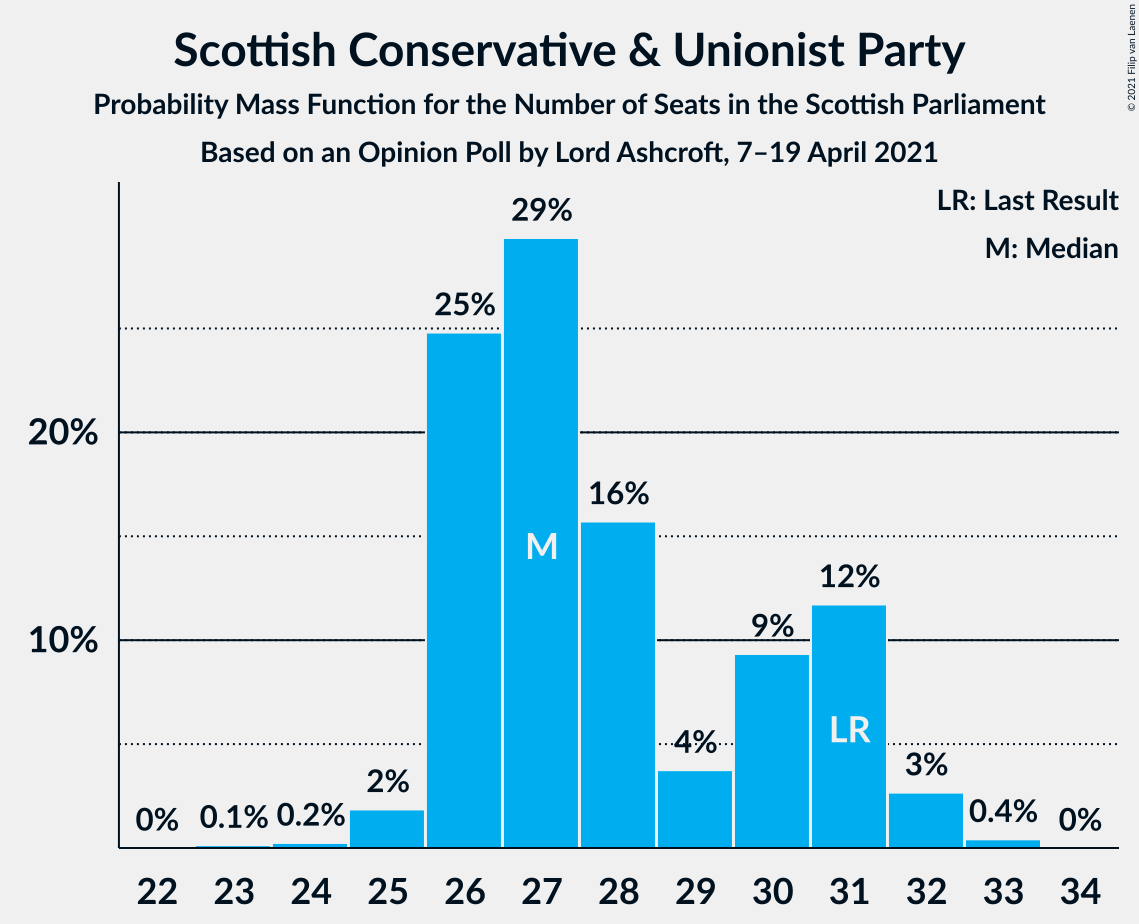 Scottish Conservative & Unionist Party
Probability Mass Function for the Number of Seats in the Scottish Parliament
Based on an Opinion Poll by Lord Ashcroft, 7–19 April 2021
© 2021 Filip van Laenen
LR: Last Result
M: Median
29%
25%
20%
16%
M
12%
10%
9%
LR
4%
3%
2%
0% 0.1% 0.2% 0.4% 0%
22 23 24 25 26 27 28 29 30 31 32 33 34